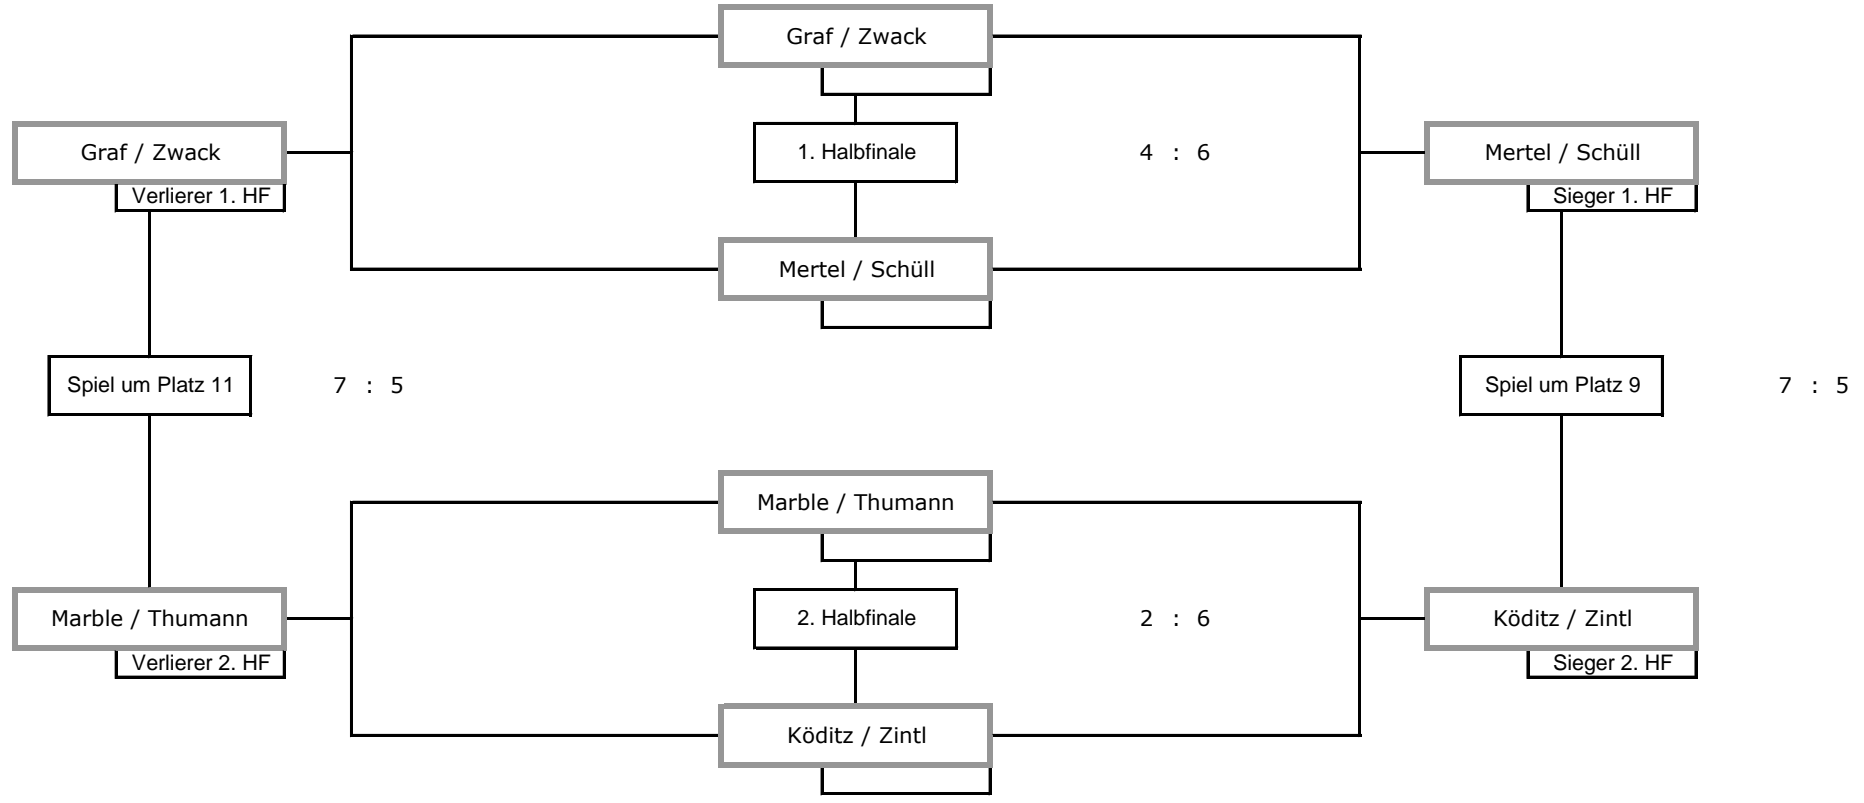 Graf / Zwack
Graf / Zwack
1. Halbfinale
4 : 6
Mertel / Schüll
Verlierer 1. HF
Sieger 1. HF
Mertel / Schüll
Spiel um Platz 11
7 : 5
Spiel um Platz 9
7 : 5
Marble / Thumann
Marble / Thumann
2. Halbfinale
2 : 6
Köditz / Zintl
Verlierer 2. HF
Sieger 2. HF
Köditz / Zintl